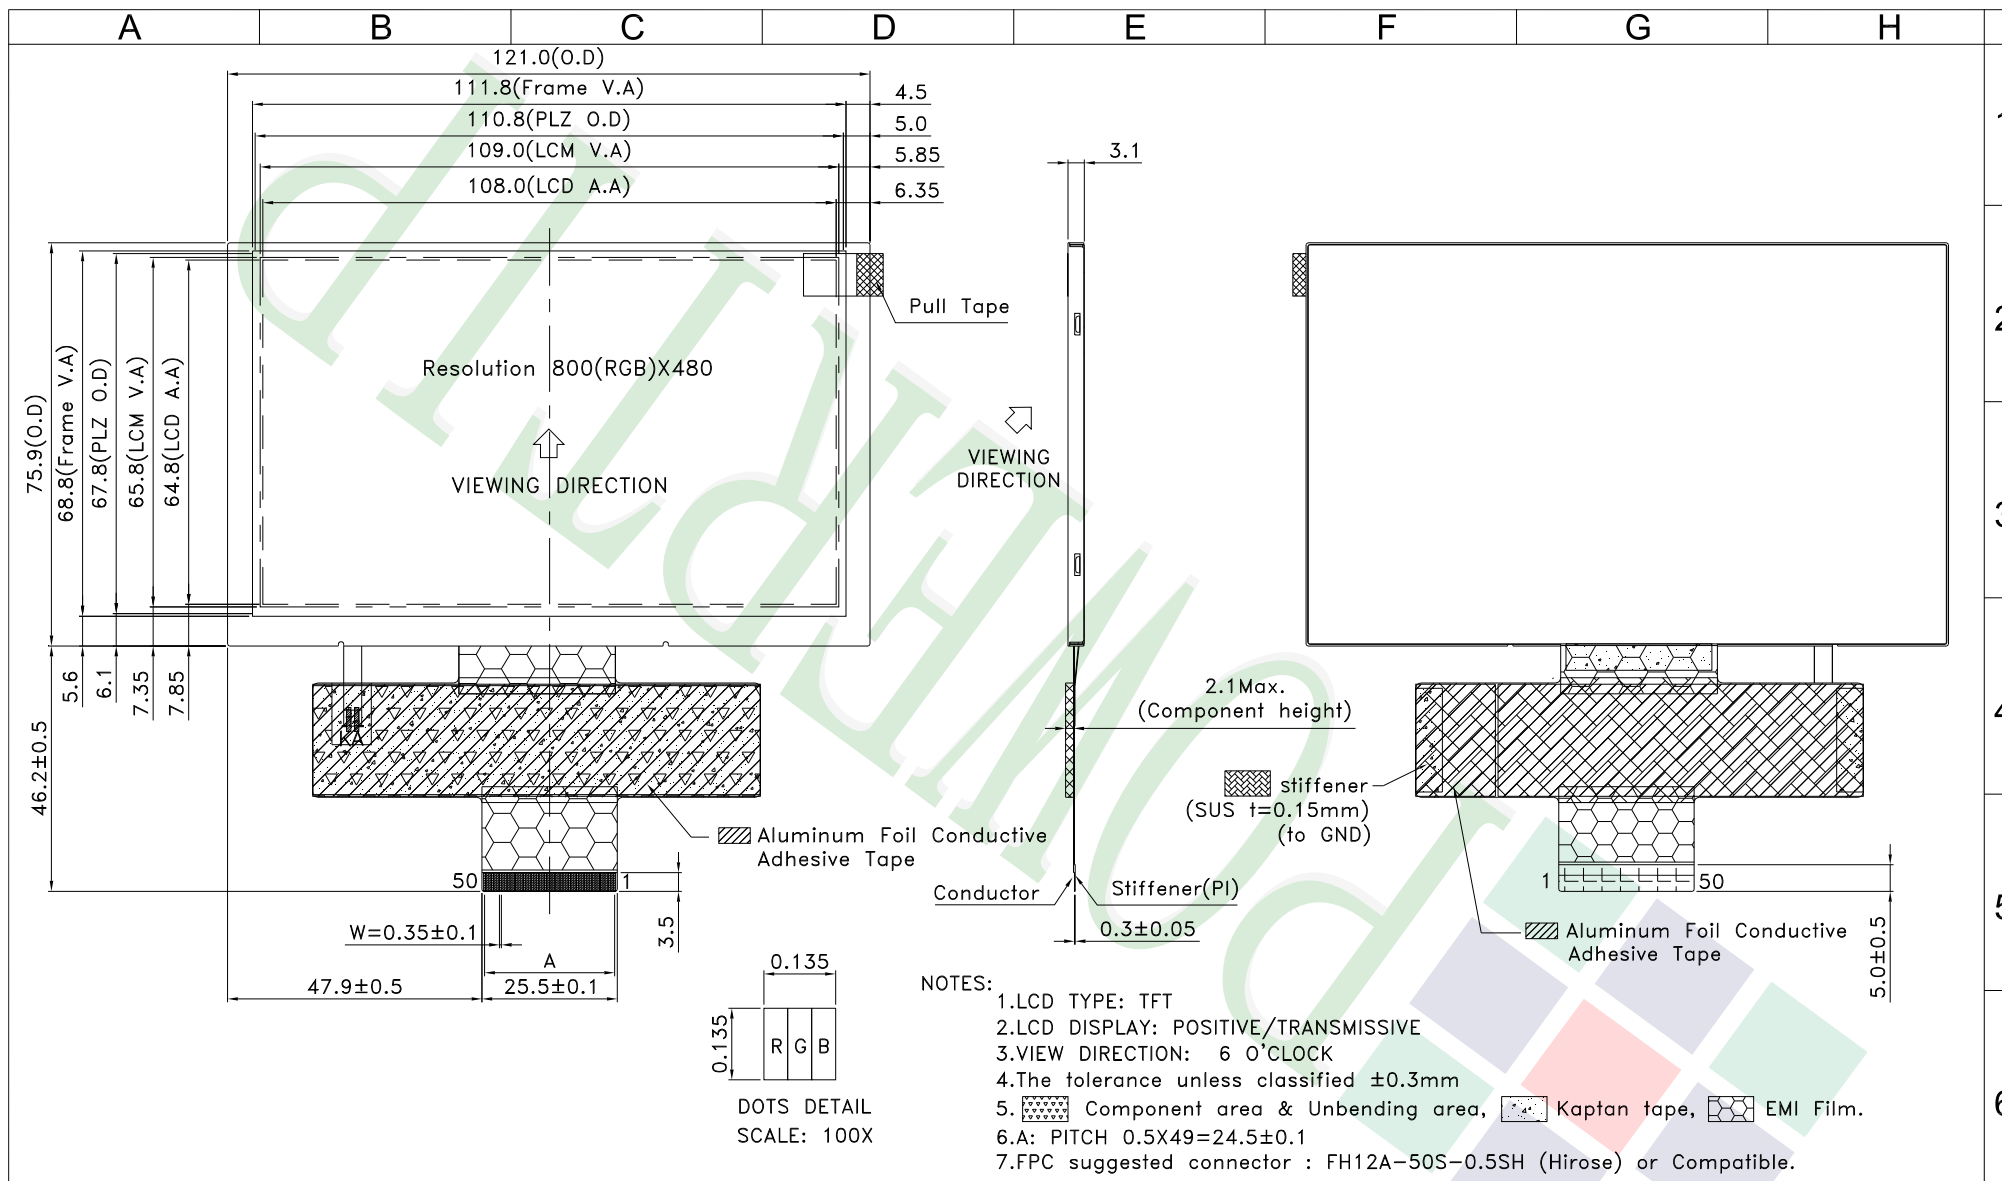 A B C D E F G H
121.0(O.D)
111.8(Frame V.A)
4.5
110.8(PLZ O.D)
5.0
109.0(LCM V.A)
5.85
108.0(LCD A.A)
6.35
3.1
Pull Tape
Resolution 800(RGB)X480
VIEWING DIRECTION
75.9(O.D)
68.8(Frame V.A)
67.8(PLZ O.D)
65.8(LCM V.A)
64.8(LCD A.A)
VIEWING
DIRECTION
2
5.6
6.1
7.35
7.85
46.2±0.5
KA
2.1Max.
(Component height)
stiffener
(SUS t=0.15mm)
(to GND)
Aluminum Foil Conductive
Adhesive Tape
50
1
3.5
Conductor
Stiffener(PI)
0.3±0.05
1
50
Aluminum Foil Conductive
Adhesive Tape
5.0±0.5
W=0.35±0.1
A
47.9±0.5
25.5±0.1
0.135
0.135
R G B
DOTS DETAIL
SCALE: 100X
NOTES:
1.LCD TYPE: TFT
2.LCD DISPLAY: POSITIVE/TRANSMISSIVE
3.VIEW DIRECTION: 6 O'CLOCK
4.The tolerance unless classified ±0.3mm
5. Component area & Unbending area, Kaptan tape, EMI Film.
6.A: PITCH 0.5X49=24.5±0.1
7.FPC suggested connector : FH12A-50S-0.5SH (Hirose) or Compatible.
POWERTIP